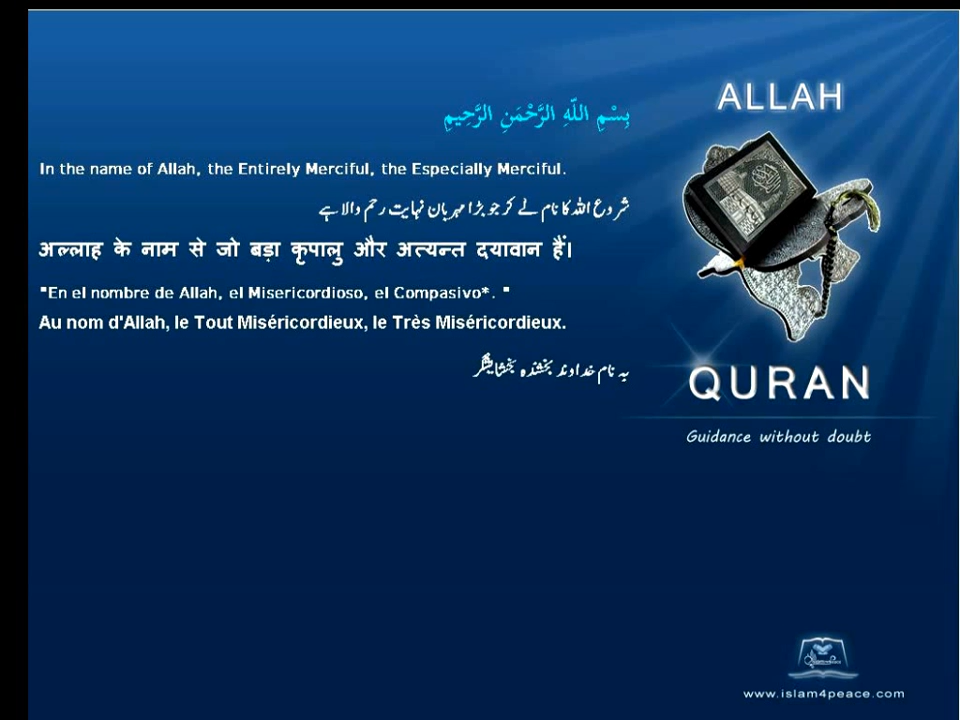 بِسْمِ اللّهِ الرَّحْمَنِ الرَّحِيمِ
In the name of Allah, the Entirely Merciful, the Especially Merciful.
شروع اللہ کا نام لے کر جو بڑا مہربان نہایت رحم والا ہے
अल्लाह के नाम से जो बड़ा कृपालु और अत्यन्त दयावान हैं।
"En el nombre de Allah, el Misericordioso, el Compasivo*. "
Au nom d'Allah, le Tout Miséricordieux, le Très Miséricordieux.
به نام خداوند بخشنده بخشایشگر
ALLAH
QURAN
Guidance without doubt
www.islam4peace.com